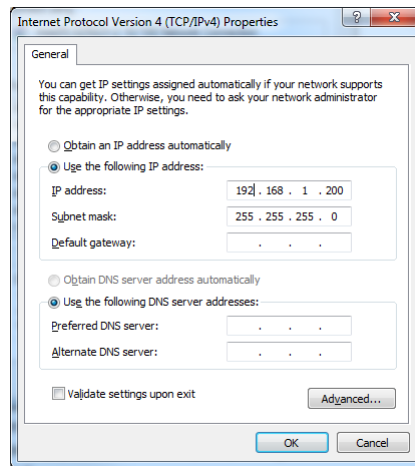 Internet Protocol Version 4 (TCP/IPv4) Properties
General
You can get IP settings assigned automatically if your network supports
this capability. Otherwise, you need to ask your network administrator
for the appropriate IP settings.
Obtain an IP address automatically
Use the following IP address:
IP address: 192 . 168 . 1 . 200
Subnet mask: 255 . 255 . 255 . 0
Default gateway: . . .
Obtain DNS server address automatically
Use the following DNS server addresses:
Preferred DNS server: . . .
Alternate DNS server: . . .
Validate settings upon exit
Advanced...
OK Cancel